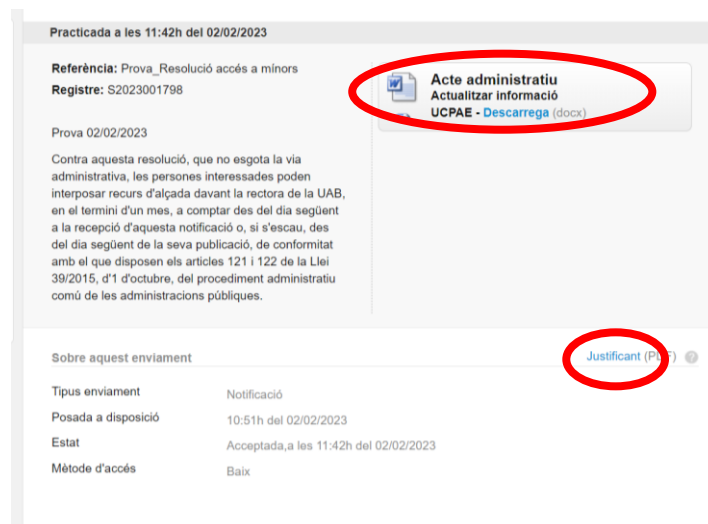 Practicada a les 11:42h del 02/02/2023
Referència: Prova_Resolució accés a minors
Registre: S2023001798
Prova 02/02/2023
Contra aquesta resolució, que no esgota la via
administrativa, les persones interessades poden
interposar recurs d'alçada davant la rectora de la UAB,
en el termini d'un mes, a comptar des del dia següent
a la recepció d'aquesta notificació o, si s'escau, des
del dia següent de la seva publicació, de conformitat
amb el que disposen els articles 121 i 122 de la Llei
39/2015, d'1 d'octubre, del procediment administratiu
comú de les administracions públiques.
Acte administratiu
Actualitzar informació
UCPAE - Descarrega (docx)
Sobre aquest enviament
Justificant (PDF)
Tipus enviament Notificació
Posada a disposició 10:51h del 02/02/2023
Estat Acceptada,a les 11:42h del 02/02/2023
Mètode d'accés Baix